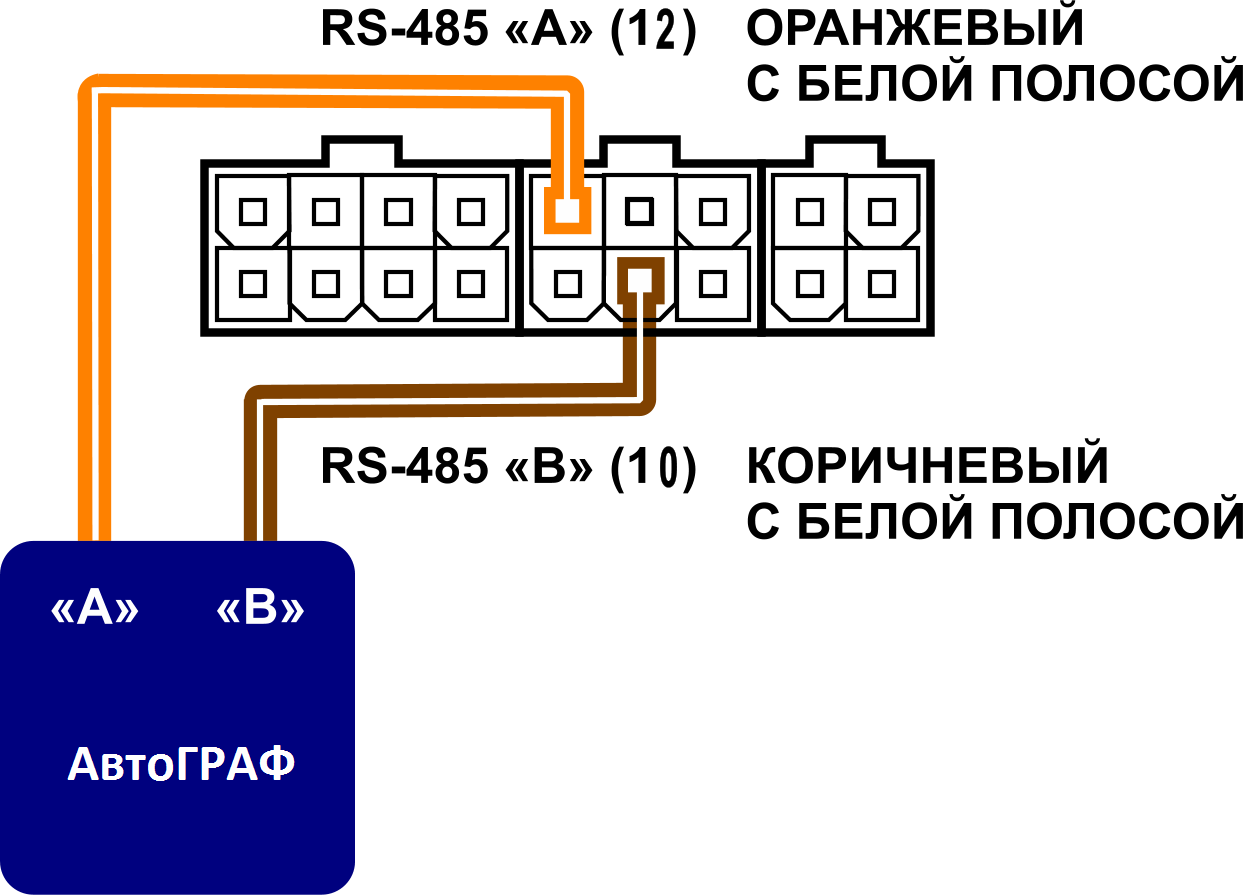 RS-485 «А» (12) ОРАНЖЕВЫЙ
С БЕЛОЙ ПОЛОСОЙ
RS-485 «В» (10) КОРИЧНЕВЫЙ
С БЕЛОЙ ПОЛОСОЙ
«А» «В»
АвтоГРАФ